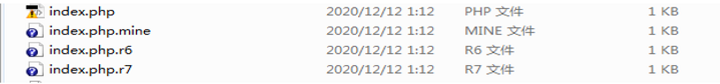 index.php 2020/12/12 1:12 PHP 文件 1 KB
index.php.mine 2020/12/12 1:12 MINE 文件 1 KB
index.php.r6 2020/12/12 1:12 R6 文件 1 KB
index.php.r7 2020/12/12 1:12 R7 文件 1 KB